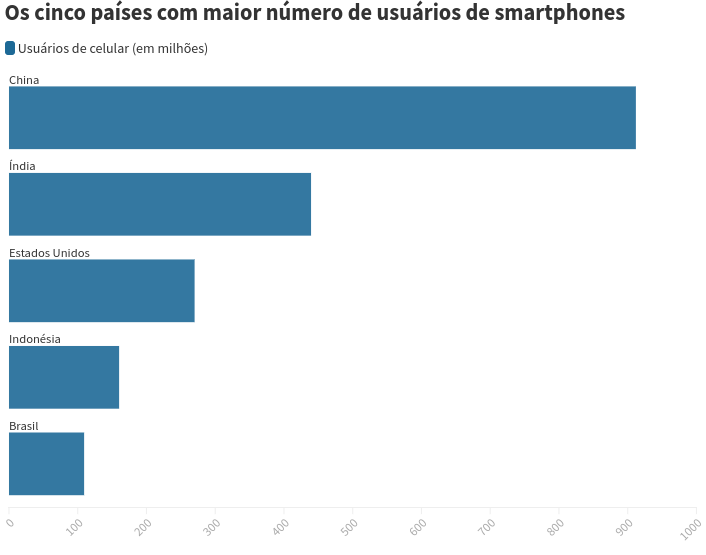 Os cinco países com maior número de usuários de smartphones
Usuários de celular (em milhões)
China
Índia
Estados Unidos
Indonésia
Brasil
0 100 200 300 400 500 600 700 800 900 1000